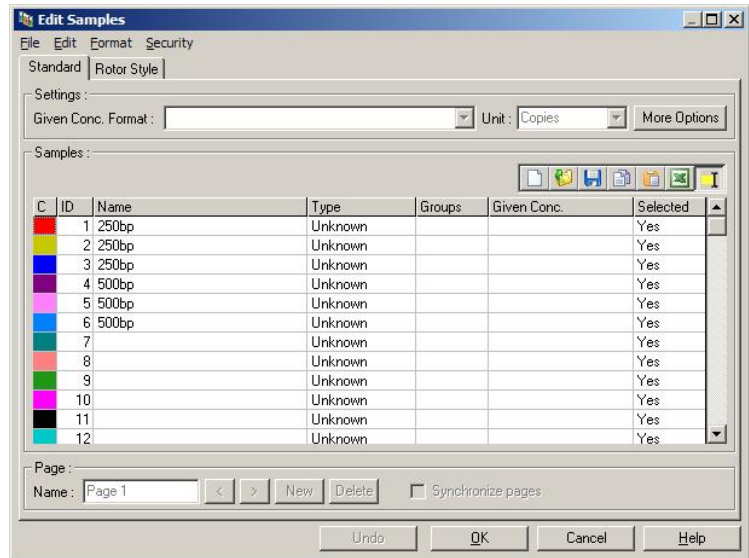 Edit Samples
File Edit Format Security
Standard Rotor Style
Settings :
Given Conc. Format : Unit : Copies More Options
Samples :
C ID Name Type Groups Given Conc. Selected
1 250bp Unknown Yes
2 250bp Unknown Yes
3 250bp Unknown Yes
4 500bp Unknown Yes
5 500bp Unknown Yes
6 500bp Unknown Yes
7 Unknown Yes
8 Unknown Yes
9 Unknown Yes
10 Unknown Yes
11 Unknown Yes
12 Unknown Yes
Page :
Name : Page 1 < > New Delete Synchronize pages
Undo OK Cancel Help